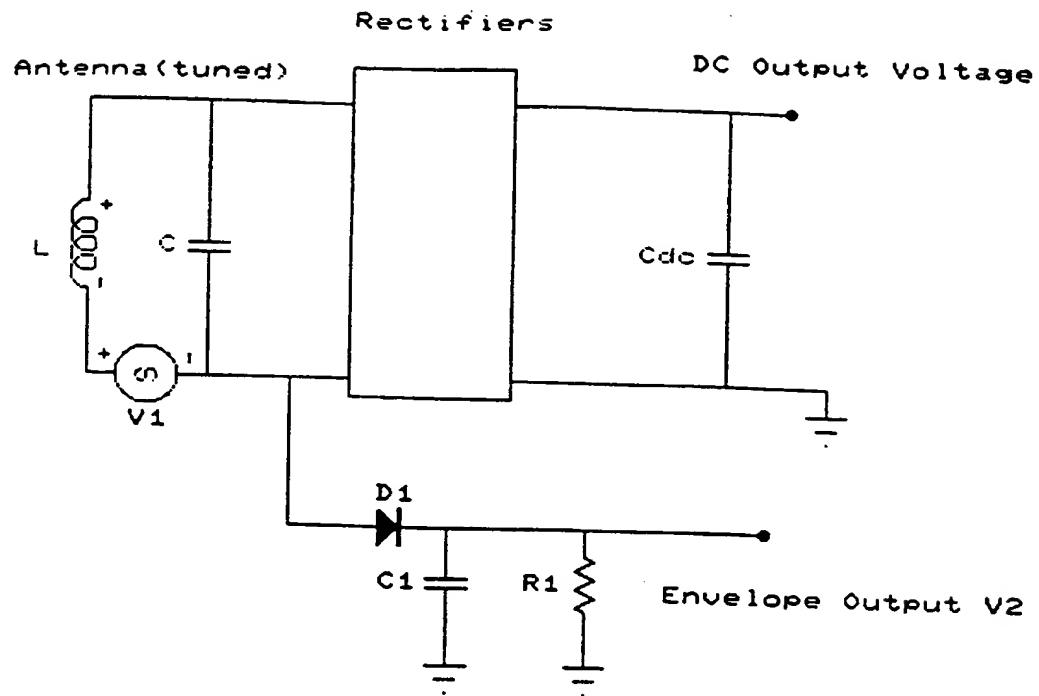 Rectifiers
Antenna(tuned)
DC Output Voltage
+
L
C
Cdc
-
+
-
S
V1
D1
C1
R1
Envelope Output V2